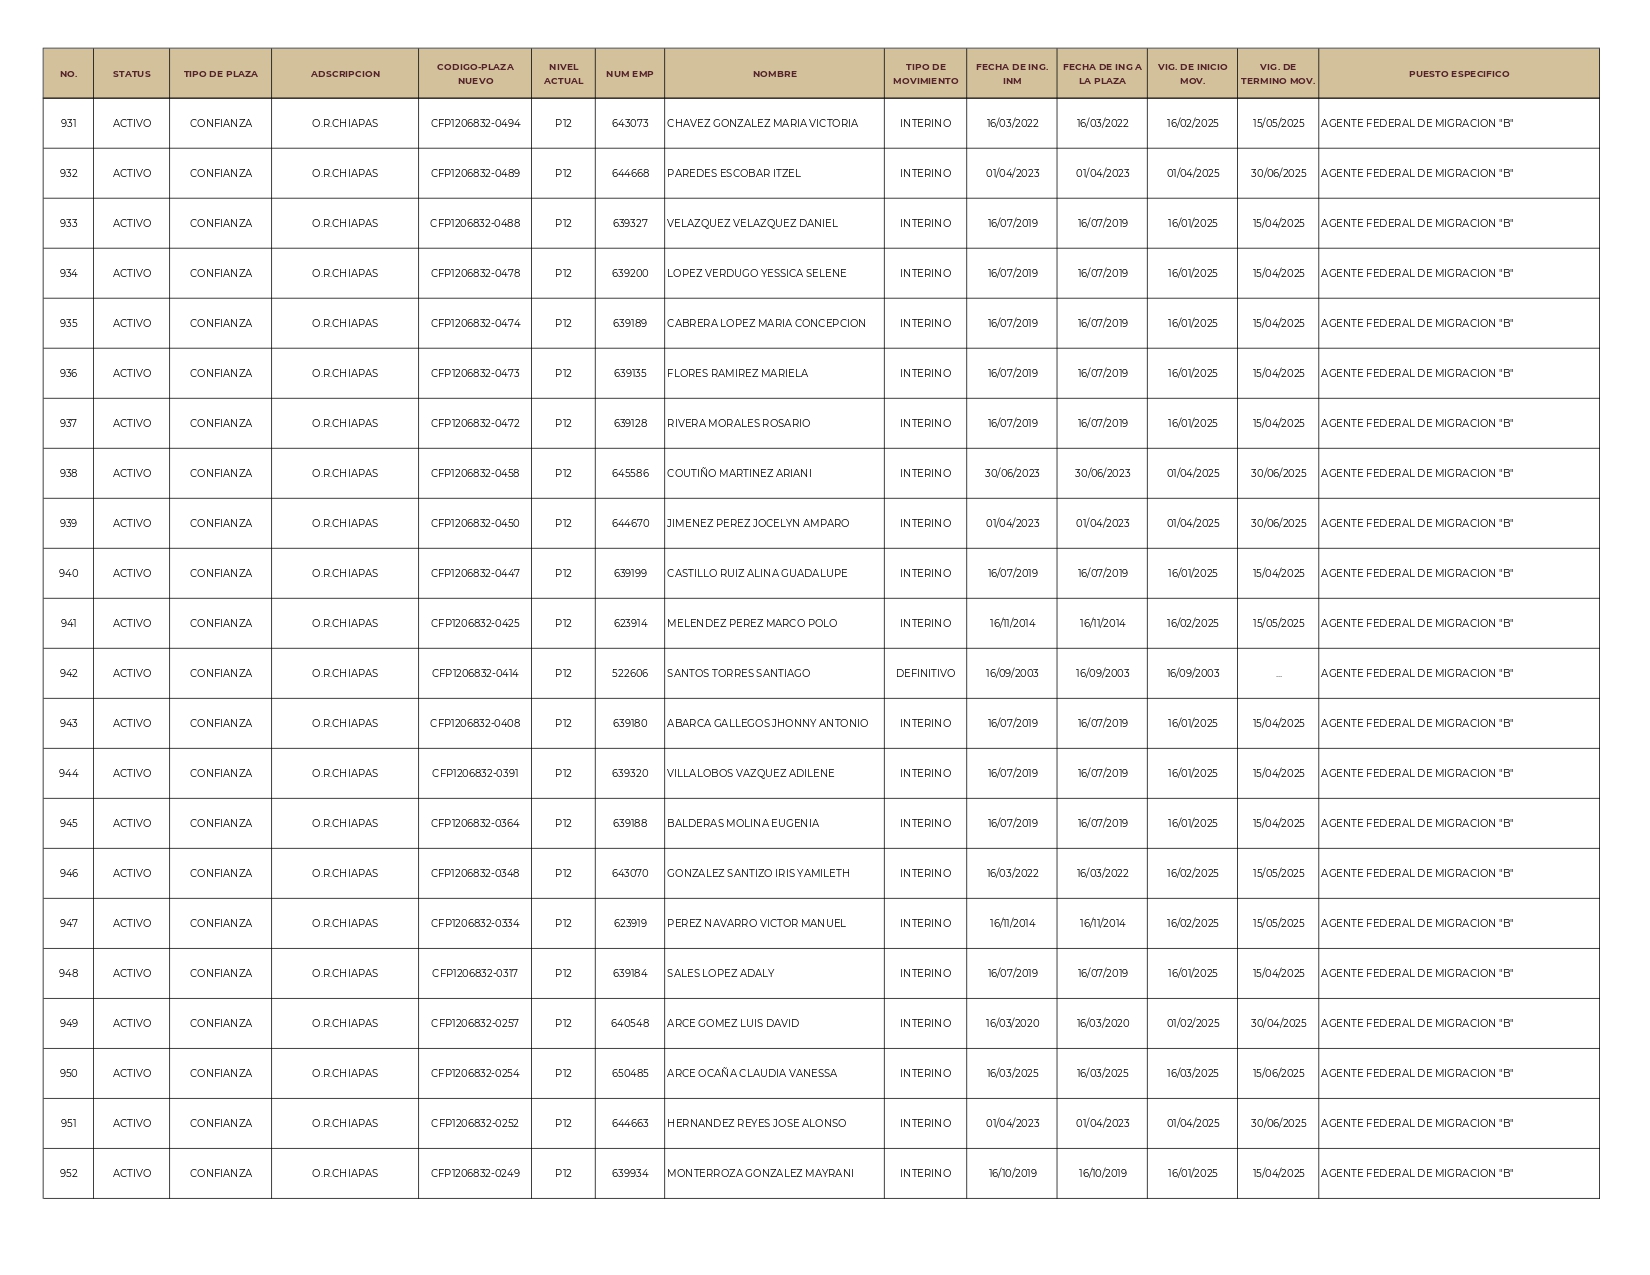 NO. STATUS TIPO DE PLAZA ADSCRIPCION CODIGO-PLAZA NUEVO NIVEL ACTUAL NUM EMP NOMBRE TIPO DE MOVIMIENTO FECHA DE ING. INM FECHA DE ING A LA PLAZA VIG. DE INICIO MOV. VIG. DE TERMINO MOV. PUESTO ESPECIFICO
931 ACTIVO CONFIANZA O.R.CHIAPAS CFP1206832-0494 P12 643073 CHAVEZ GONZALEZ MARIA VICTORIA INTERINO 16/03/2022 16/03/2022 16/02/2025 15/05/2025 AGENTE FEDERAL DE MIGRACION "B"
932 ACTIVO CONFIANZA O.R.CHIAPAS CFP1206832-0489 P12 644668 PAREDES ESCOBAR ITZEL INTERINO 01/04/2023 01/04/2023 01/04/2025 30/06/2025 AGENTE FEDERAL DE MIGRACION "B"
933 ACTIVO CONFIANZA O.R.CHIAPAS CFP1206832-0488 P12 639327 VELAZQUEZ VELAZQUEZ DANIEL INTERINO 16/07/2019 16/07/2019 16/01/2025 15/04/2025 AGENTE FEDERAL DE MIGRACION "B"
934 ACTIVO CONFIANZA O.R.CHIAPAS CFP1206832-0478 P12 639200 LOPEZ VERDUGO YESSICA SELENE INTERINO 16/07/2019 16/07/2019 16/01/2025 15/04/2025 AGENTE FEDERAL DE MIGRACION "B"
935 ACTIVO CONFIANZA O.R.CHIAPAS CFP1206832-0474 P12 639189 CABRERA LOPEZ MARIA CONCEPCION INTERINO 16/07/2019 16/07/2019 16/01/2025 15/04/2025 AGENTE FEDERAL DE MIGRACION "B"
936 ACTIVO CONFIANZA O.R.CHIAPAS CFP1206832-0473 P12 639135 FLORES RAMIREZ MARIELA INTERINO 16/07/2019 16/07/2019 16/01/2025 15/04/2025 AGENTE FEDERAL DE MIGRACION "B"
937 ACTIVO CONFIANZA O.R.CHIAPAS CFP1206832-0472 P12 639128 RIVERA MORALES ROSARIO INTERINO 16/07/2019 16/07/2019 16/01/2025 15/04/2025 AGENTE FEDERAL DE MIGRACION "B"
938 ACTIVO CONFIANZA O.R.CHIAPAS CFP1206832-0458 P12 645586 COUTIÑO MARTINEZ ARIANI INTERINO 30/06/2023 30/06/2023 01/04/2025 30/06/2025 AGENTE FEDERAL DE MIGRACION "B"
939 ACTIVO CONFIANZA O.R.CHIAPAS CFP1206832-0450 P12 644670 JIMENEZ PEREZ JOCELYN AMPARO INTERINO 01/04/2023 01/04/2023 01/04/2025 30/06/2025 AGENTE FEDERAL DE MIGRACION "B"
940 ACTIVO CONFIANZA O.R.CHIAPAS CFP1206832-0447 P12 639199 CASTILLO RUIZ ALINA GUADALUPE INTERINO 16/07/2019 16/07/2019 16/01/2025 15/04/2025 AGENTE FEDERAL DE MIGRACION "B"
941 ACTIVO CONFIANZA O.R.CHIAPAS CFP1206832-0425 P12 623914 MELENDEZ PEREZ MARCO POLO INTERINO 16/11/2014 16/11/2014 16/02/2025 15/05/2025 AGENTE FEDERAL DE MIGRACION "B"
942 ACTIVO CONFIANZA O.R.CHIAPAS CFP1206832-0414 P12 522606 SANTOS TORRES SANTIAGO DEFINITIVO 16/09/2003 16/09/2003 16/09/2003 ... AGENTE FEDERAL DE MIGRACION "B"
943 ACTIVO CONFIANZA O.R.CHIAPAS CFP1206832-0408 P12 639180 ABARCA GALLEGOS JHONNY ANTONIO INTERINO 16/07/2019 16/07/2019 16/01/2025 15/04/2025 AGENTE FEDERAL DE MIGRACION "B"
944 ACTIVO CONFIANZA O.R.CHIAPAS CFP1206832-0391 P12 639320 VILLALOBOS VAZQUEZ ADILENE INTERINO 16/07/2019 16/07/2019 16/01/2025 15/04/2025 AGENTE FEDERAL DE MIGRACION "B"
945 ACTIVO CONFIANZA O.R.CHIAPAS CFP1206832-0364 P12 639188 BALDERAS MOLINA EUGENIA INTERINO 16/07/2019 16/07/2019 16/01/2025 15/04/2025 AGENTE FEDERAL DE MIGRACION "B"
946 ACTIVO CONFIANZA O.R.CHIAPAS CFP1206832-0348 P12 643070 GONZALEZ SANTIZO IRIS YAMILETH INTERINO 16/03/2022 16/03/2022 16/02/2025 15/05/2025 AGENTE FEDERAL DE MIGRACION "B"
947 ACTIVO CONFIANZA O.R.CHIAPAS CFP1206832-0334 P12 623919 PEREZ NAVARRO VICTOR MANUEL INTERINO 16/11/2014 16/11/2014 16/02/2025 15/05/2025 AGENTE FEDERAL DE MIGRACION "B"
948 ACTIVO CONFIANZA O.R.CHIAPAS CFP1206832-0317 P12 639184 SALES LOPEZ ADALY INTERINO 16/07/2019 16/07/2019 16/01/2025 15/04/2025 AGENTE FEDERAL DE MIGRACION "B"
949 ACTIVO CONFIANZA O.R.CHIAPAS CFP1206832-0257 P12 640548 ARCE GOMEZ LUIS DAVID INTERINO 16/03/2020 16/03/2020 01/02/2025 30/04/2025 AGENTE FEDERAL DE MIGRACION "B"
950 ACTIVO CONFIANZA O.R.CHIAPAS CFP1206832-0254 P12 650485 ARCE OCAÑA CLAUDIA VANESSA INTERINO 16/03/2025 16/03/2025 16/03/2025 15/06/2025 AGENTE FEDERAL DE MIGRACION "B"
951 ACTIVO CONFIANZA O.R.CHIAPAS CFP1206832-0252 P12 644663 HERNANDEZ REYES JOSE ALONSO INTERINO 01/04/2023 01/04/2023 01/04/2025 30/06/2025 AGENTE FEDERAL DE MIGRACION "B"
952 ACTIVO CONFIANZA O.R.CHIAPAS CFP1206832-0249 P12 639934 MONTERROZA GONZALEZ MAYRANI INTERINO 16/10/2019 16/10/2019 16/01/2025 15/04/2025 AGENTE FEDERAL DE MIGRACION "B"